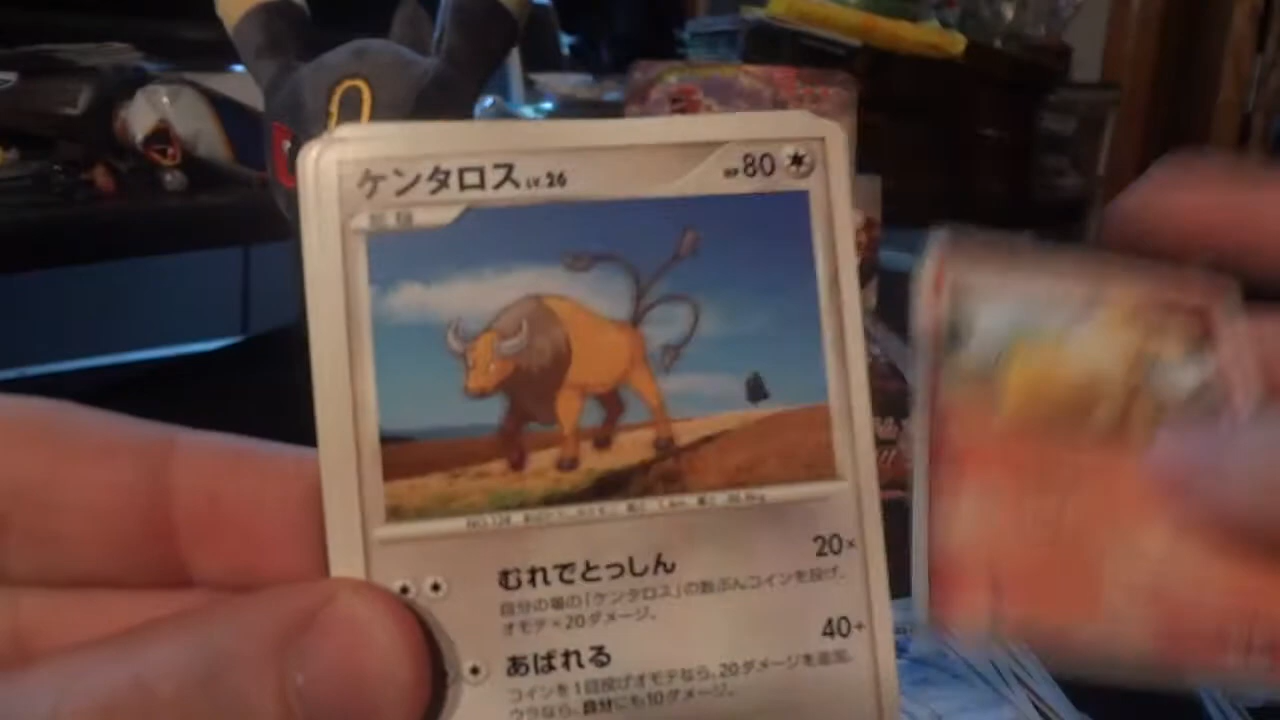 ケンタロス LV.26
HP 80
むれでとっしん 20×
自分の場の「ケンタロス」の数ぶんコインを投げ、
オモテ×20ダメージ。
あばれる 40+
コインを1回投げオモテなら、20ダメージを追加。
ウラなら、自分にも10ダメージ。